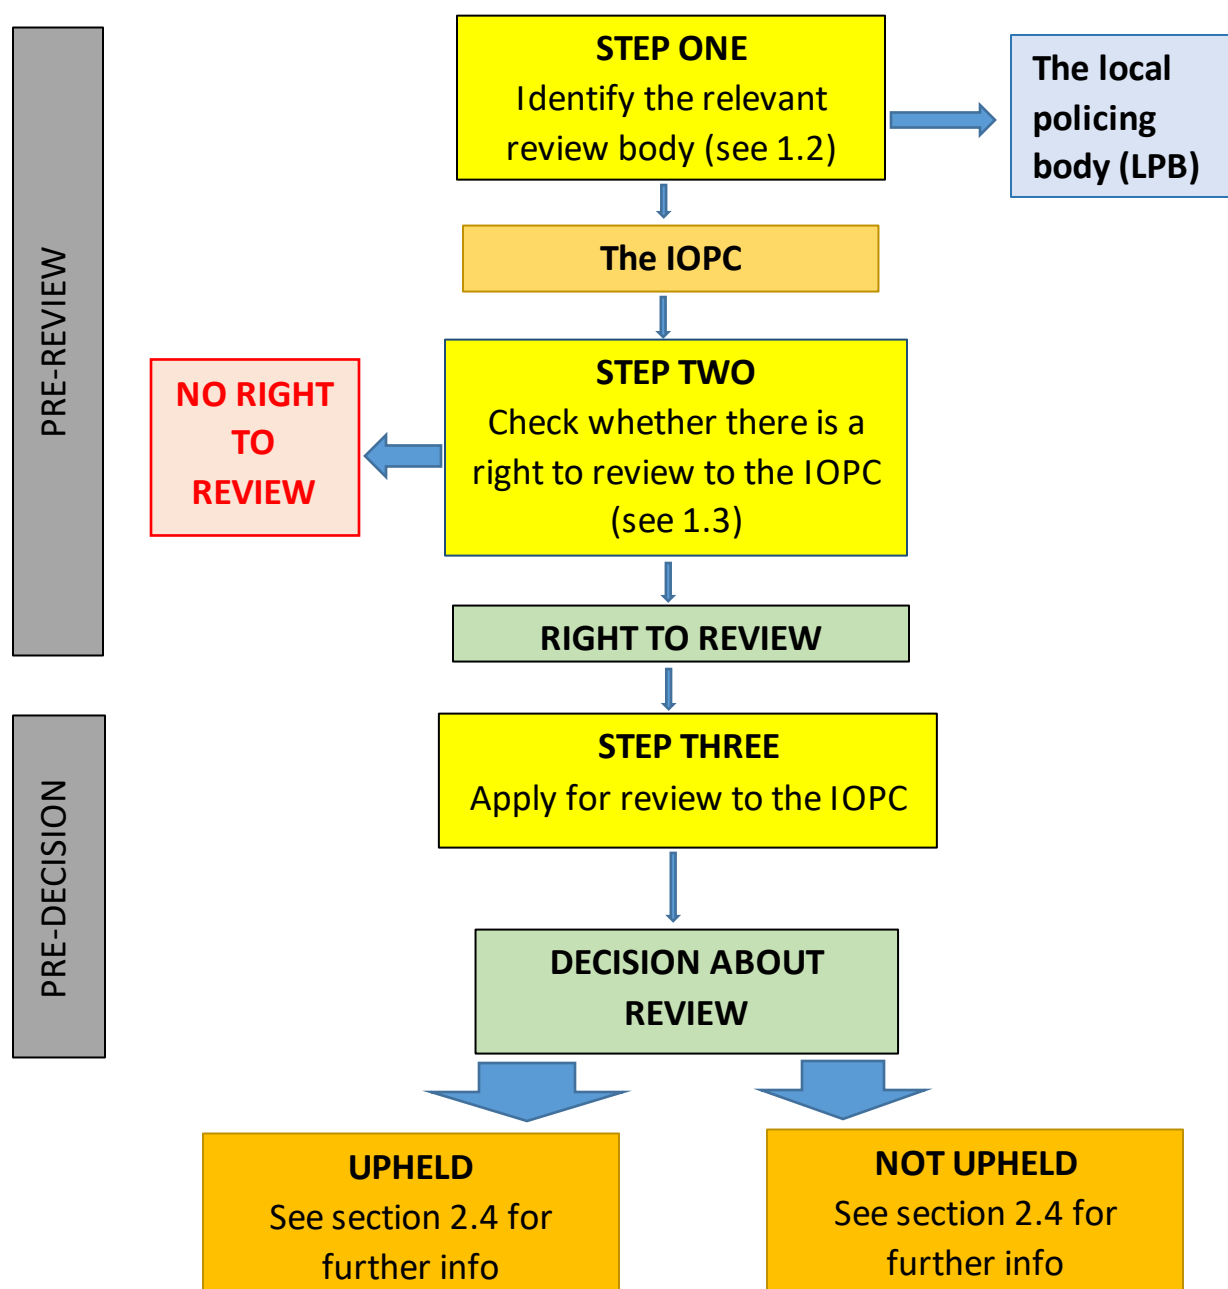 PRE-REVIEW
STEP ONE
Identify the relevant
review body (see 1.2)
The local
policing
body (LPB)
The IOPC
STEP TWO
Check whether there is a
right to review to the IOPC
(see 1.3)
NO RIGHT
TO
REVIEW
RIGHT TO REVIEW
PRE-DECISION
STEP THREE
Apply for review to the IOPC
DECISION ABOUT
REVIEW
UPHELD
See section 2.4 for
further info
NOT UPHELD
See section 2.4 for
further info